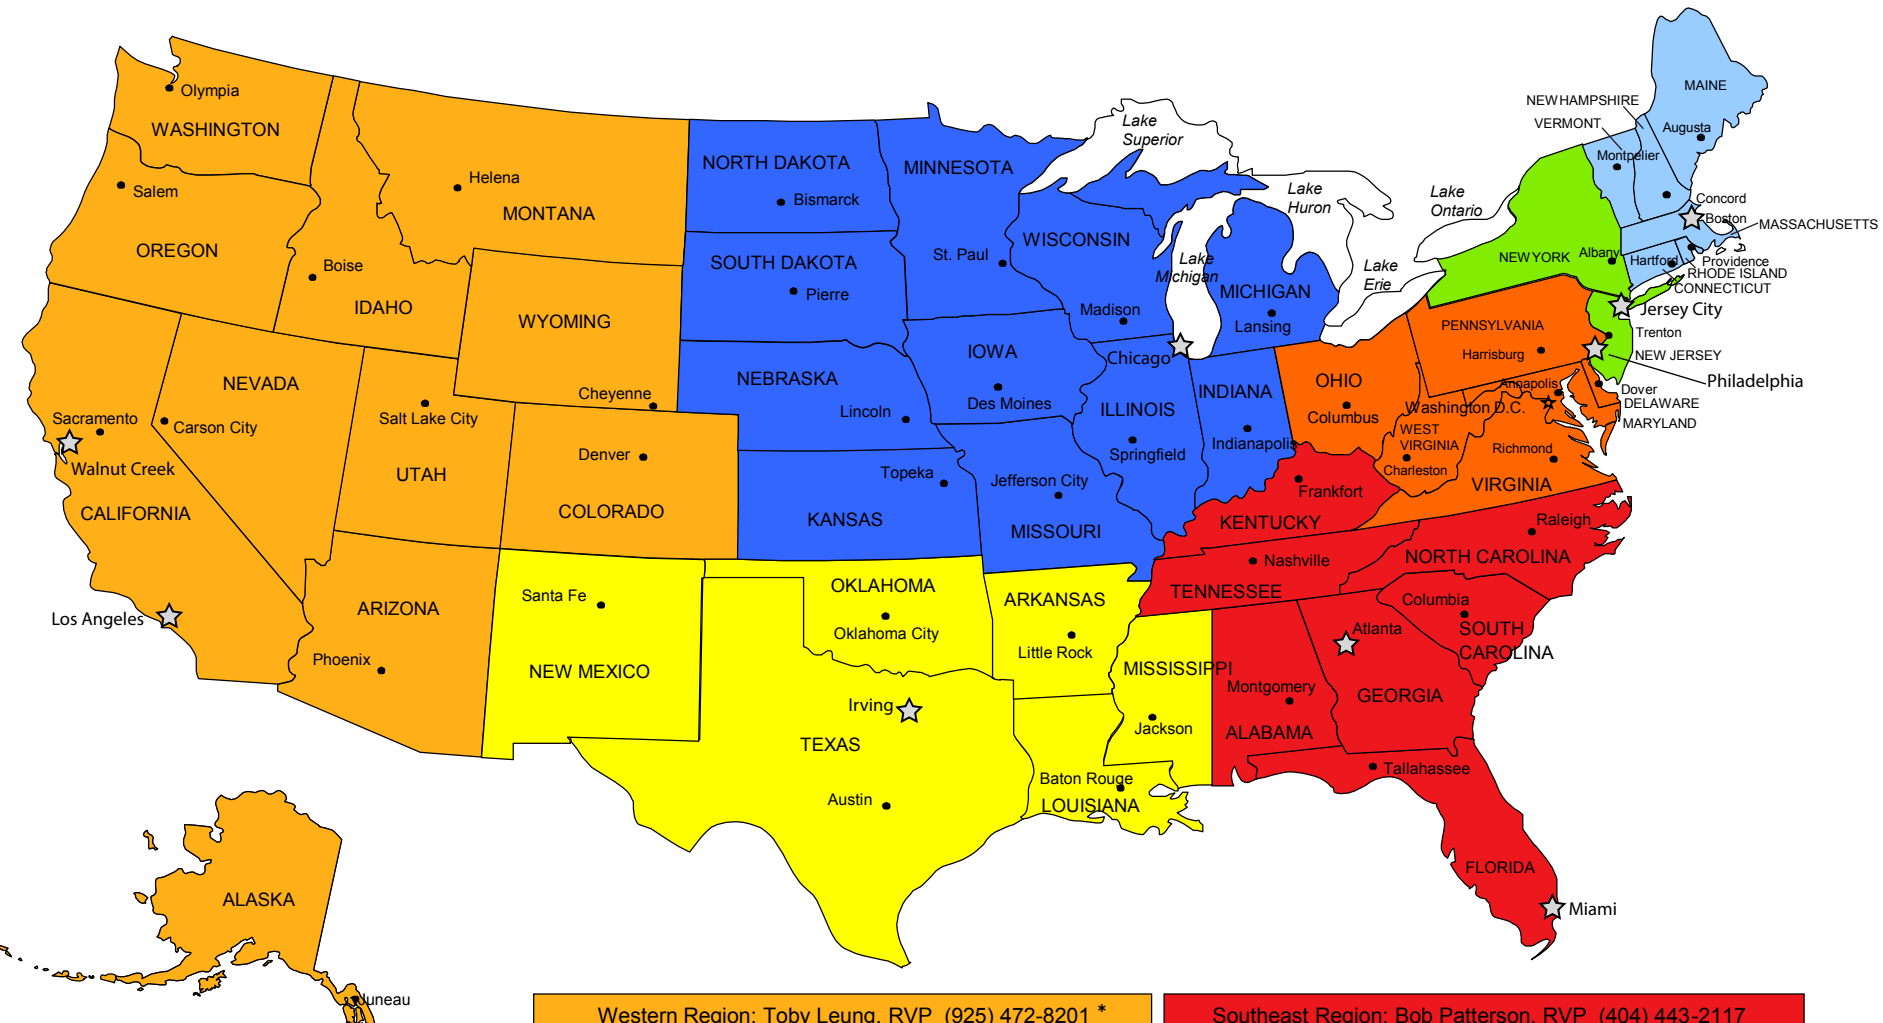 MAINE
NEW HAMPSHIRE
VERMONT
Augusta
Montpelier
Concord
Boston
MASSACHUSETTS
Providence
RHODE ISLAND
CONNECTICUT
Hartford
Albany
NEW YORK
Lake
Superior
Lake
Huron
Lake
Ontario
Lake
Erie
Lake
Michigan
Olympia
WASHINGTON
Salem
OREGON
Helena
MONTANA
Boise
IDAHO
WYOMING
Cheyenne
NORTH DAKOTA
Bismarck
SOUTH DAKOTA
Pierre
MINNESOTA
St. Paul
WISCONSIN
Madison
MICHIGAN
Lansing
Chicago
NEBRASKA
Lincoln
IOWA
Des Moines
ILLINOIS
Springfield
INDIANA
Indianapolis
OHIO
Columbus
PENNSYLVANIA
Harrisburg
Jersey City
Trenton
NEW JERSEY
Philadelphia
Annapolis
Dover
DELAWARE
MARYLAND
Washington D.C.
WEST
VIRGINIA
Charleston
Richmond
VIRGINIA
NEVADA
Sacramento
Carson City
Walnut Creek
CALIFORNIA
Los Angeles
Salt Lake City
UTAH
Denver
COLORADO
Topeka
KANSAS
Jefferson City
MISSOURI
Frankfort
KENTUCKY
Nashville
TENNESSEE
Raleigh
NORTH CAROLINA
Columbia
SOUTH
CAROLINA
Atlanta
GEORGIA
ARIZONA
Phoenix
Santa Fe
NEW MEXICO
OKLAHOMA
Oklahoma City
ARKANSAS
Little Rock
MISSISSIPPI
Jackson
Montgomery
ALABAMA
Irving
TEXAS
Austin
Baton Rouge
LOUISIANA
Tallahassee
FLORIDA
Miami
ALASKA
Juneau
Western Region: Toby Leung, RVP (925) 472-8201 *
Southeast Region: Bob Patterson, RVP (404) 443-2117